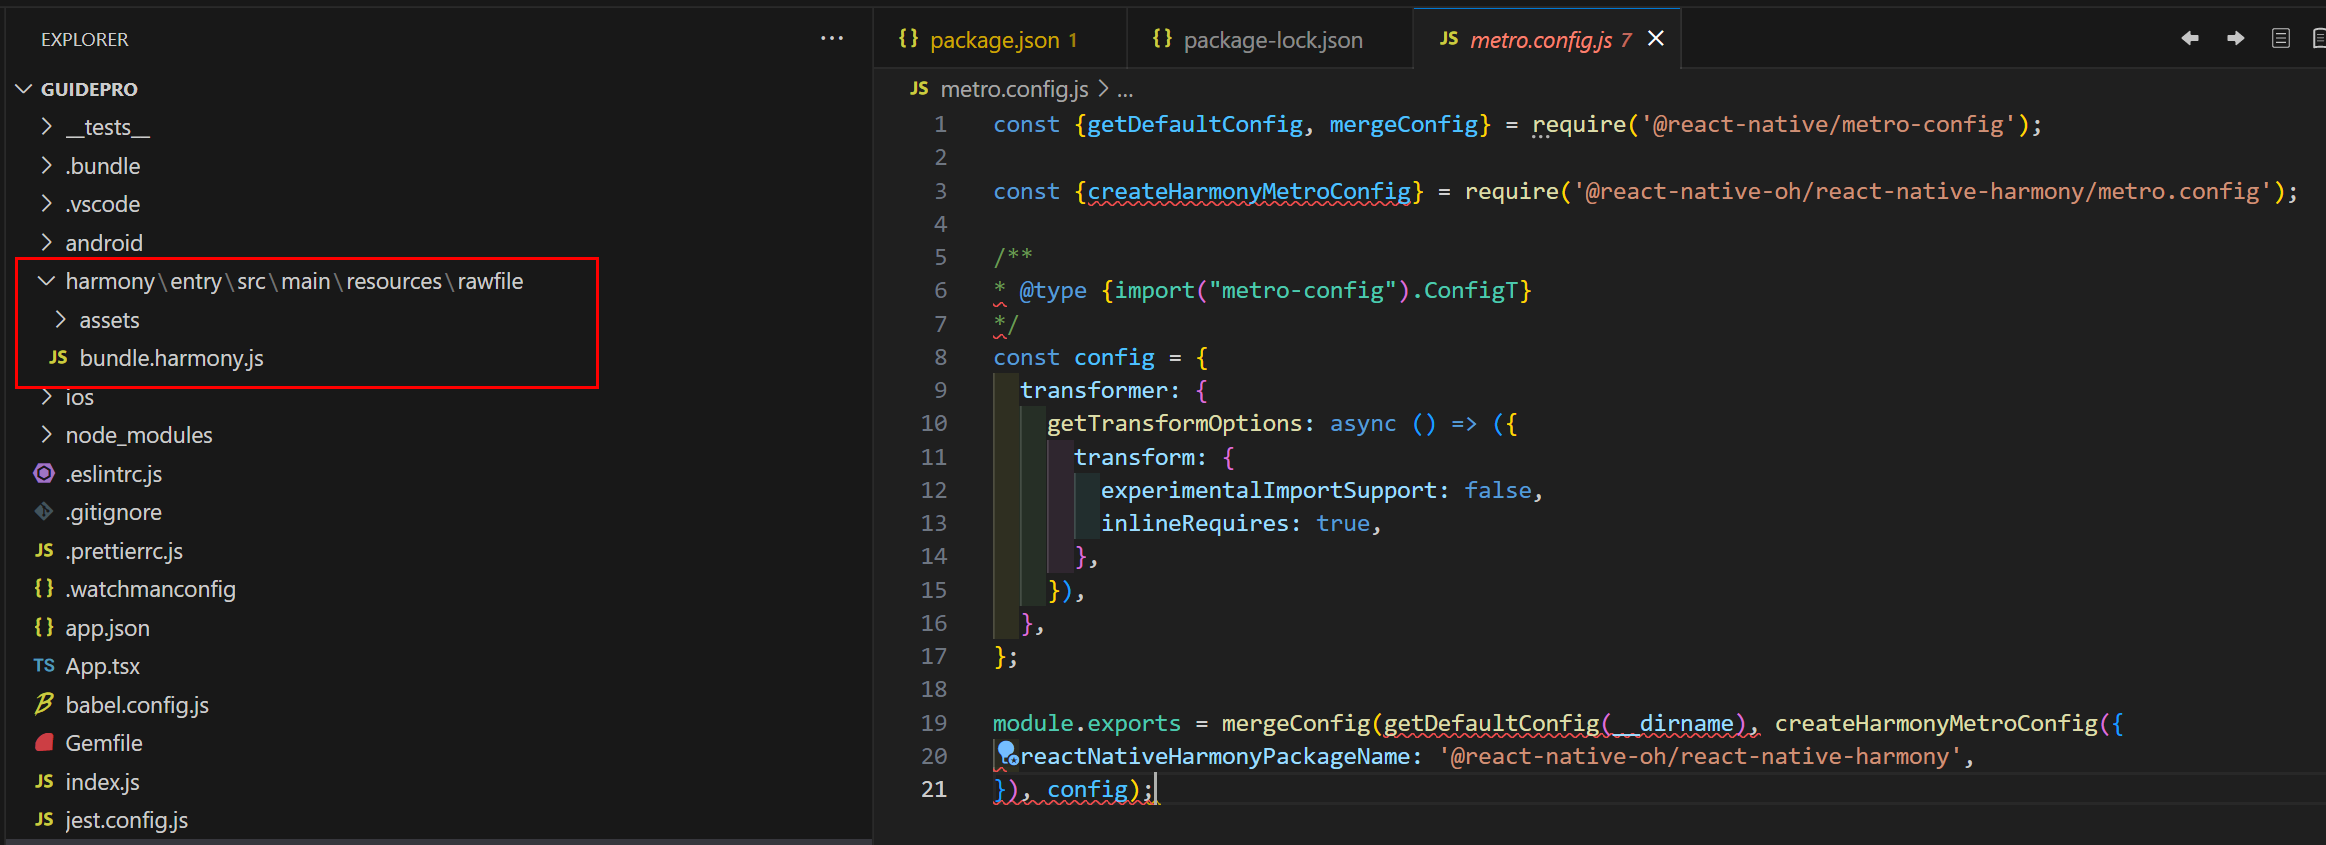 EXPLORER
GUIDEPRO
__tests__
.bundle
.vscode
android
harmony\entry\src\main\resources\rawfile
assets
JS bundle.harmony.js
ios
node_modules
.eslintrc.js
.gitignore
JS .prettierrc.js
{} .watchmanconfig
{} app.json
TS App.tsx
babel.config.js
Gemfile
JS index.js
JS jest.config.js
{} package.json 1
{} package-lock.json
JS metro.config.js 7
JS metro.config.js > ...
1 const {getDefaultConfig, mergeConfig} = require('@react-native/metro-config');
2
3 const {createHarmonyMetroConfig} = require('@react-native-oh/react-native-harmony/metro.config');
4
5 /**
6 * @type {import("metro-config").ConfigT}
7 */
8 const config = {
9 transformer: {
10 getTransformOptions: async () => ({
11 transform: {
12 experimentalImportSupport: false,
13 inlineRequires: true,
14 },
15 }),
16 },
17 };
18
19 module.exports = mergeConfig(getDefaultConfig(__dirname), createHarmonyMetroConfig({
20 reactNativeHarmonyPackageName: '@react-native-oh/react-native-harmony',
21 }), config);